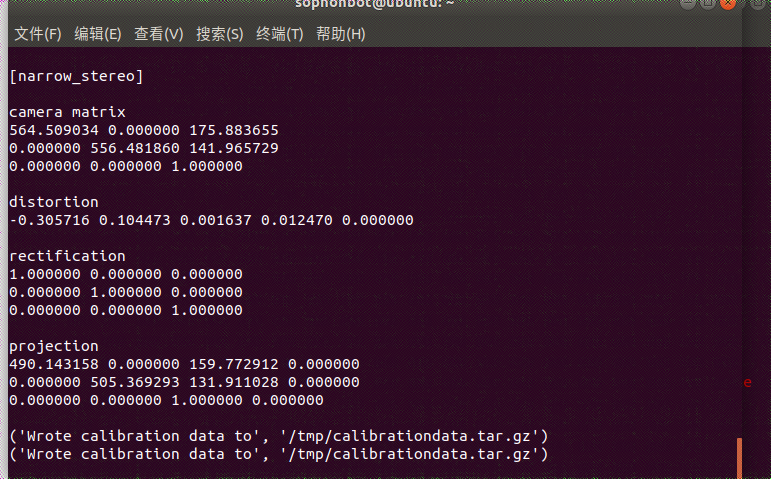 sophonbot@ubuntu: ~
文件(F) 编辑(E) 查看(V) 搜索(S) 终端(T) 帮助(H)
[narrow_stereo]
camera matrix
564.509034 0.000000 175.883655
0.000000 556.481860 141.965729
0.000000 0.000000 1.000000
distortion
-0.305716 0.104473 0.001637 0.012470 0.000000
rectification
1.000000 0.000000 0.000000
0.000000 1.000000 0.000000
0.000000 0.000000 1.000000
projection
490.143158 0.000000 159.772912 0.000000
0.000000 505.369293 131.911028 0.000000
e
0.000000 0.000000 1.000000 0.000000
('Wrote calibration data to', '/tmp/calibrationdata.tar.gz')
('Wrote calibration data to', '/tmp/calibrationdata.tar.gz')